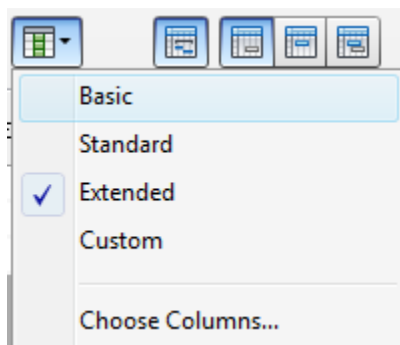 Basic
Standard
Extended
Custom
Choose Columns...